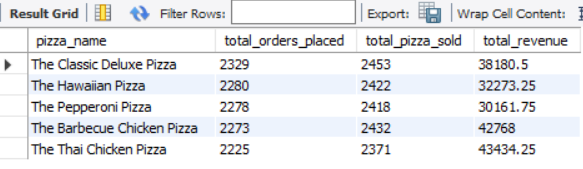 Result Grid Filter Rows: Export: Wrap Cell Content:
pizza_name total_orders_placed total_pizza_sold total_revenue
The Classic Deluxe Pizza 2329 2453 38180.5
The Hawaiian Pizza 2280 2422 32273.25
The Pepperoni Pizza 2278 2418 30161.75
The Barbecue Chicken Pizza 2273 2432 42768
The Thai Chicken Pizza 2225 2371 43434.25